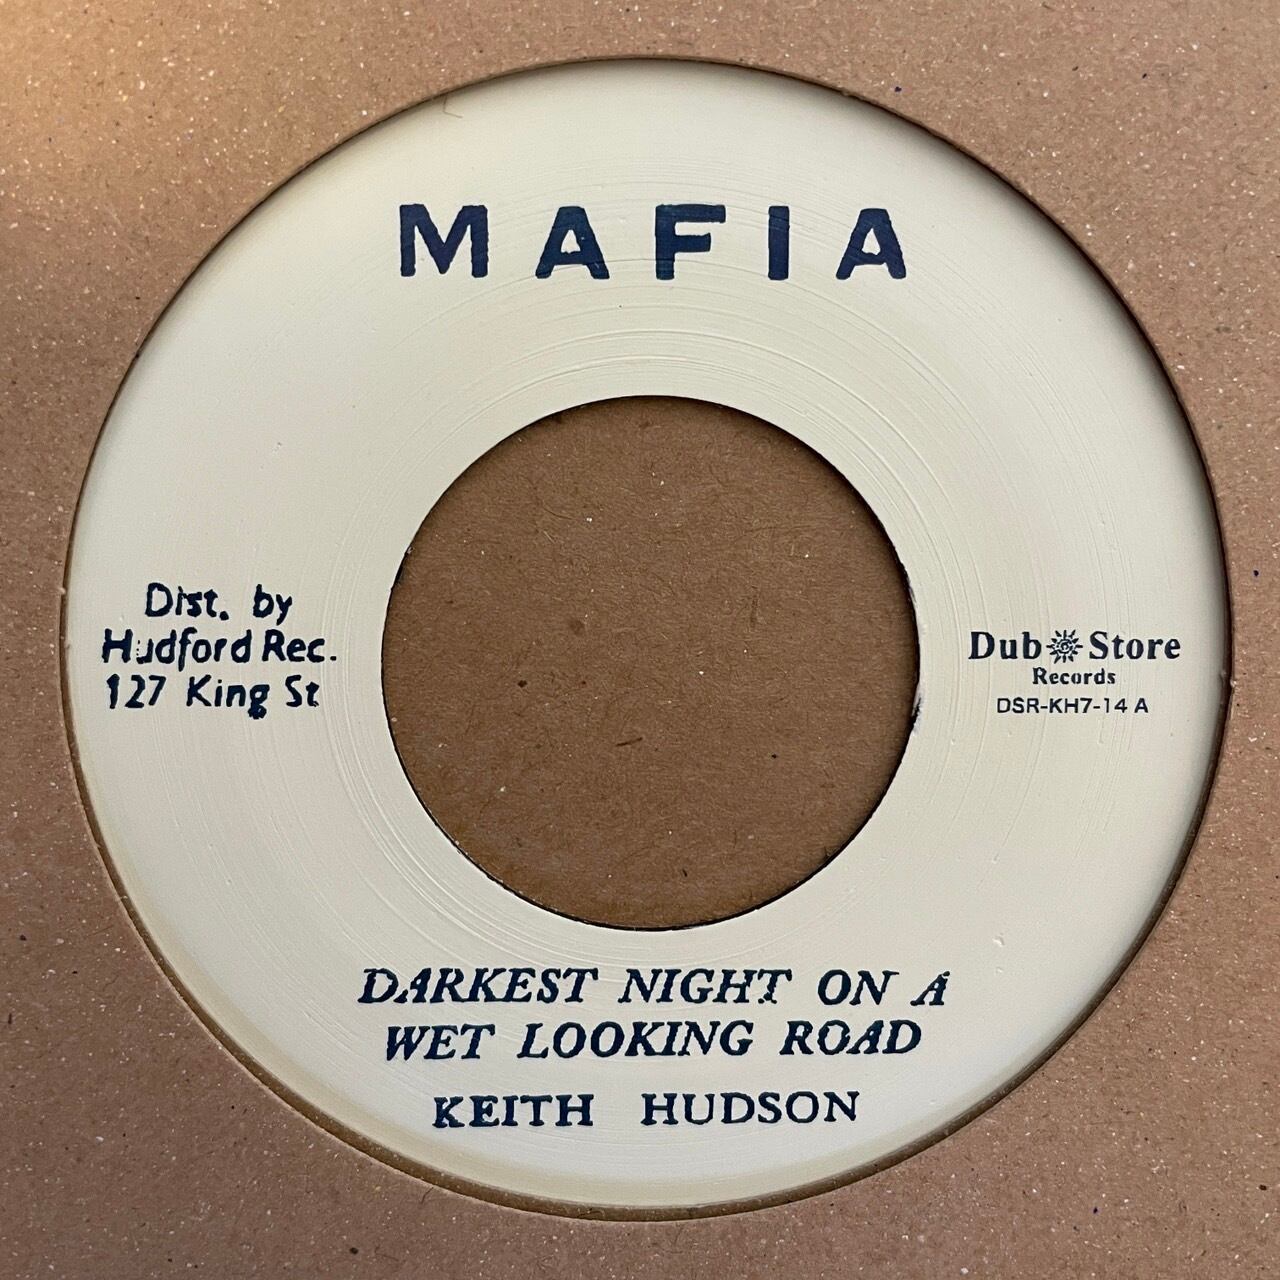 MAFIA
Dist. by
Hudford Rec.
127 King St
Dub Store
Records
DSR-KH7-14 A
DARKEST NIGHT ON A
WET LOOKING ROAD
KEITH HUDSON